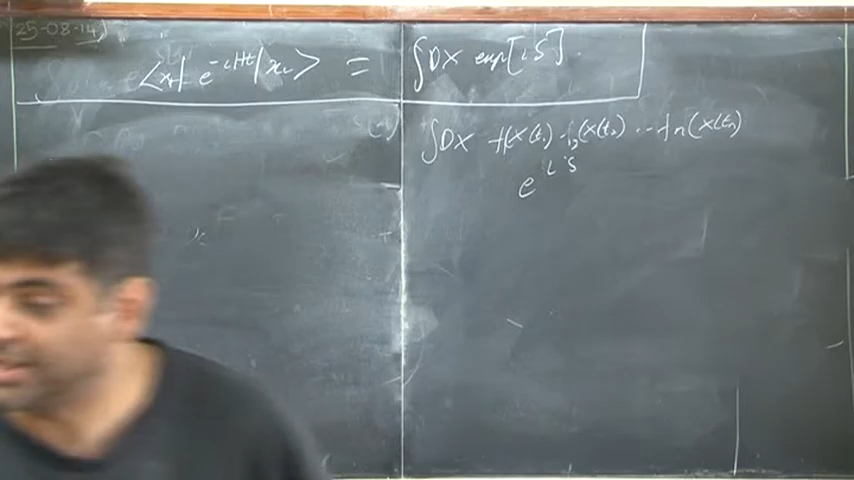 25-08-14
<x_f| e^{-iHt} |x_i> = ∫DX exp[iS].
∫DX f_1(X(t_1) f_2(X(t_2) ... f_n(X(t_n)
e^{iS}